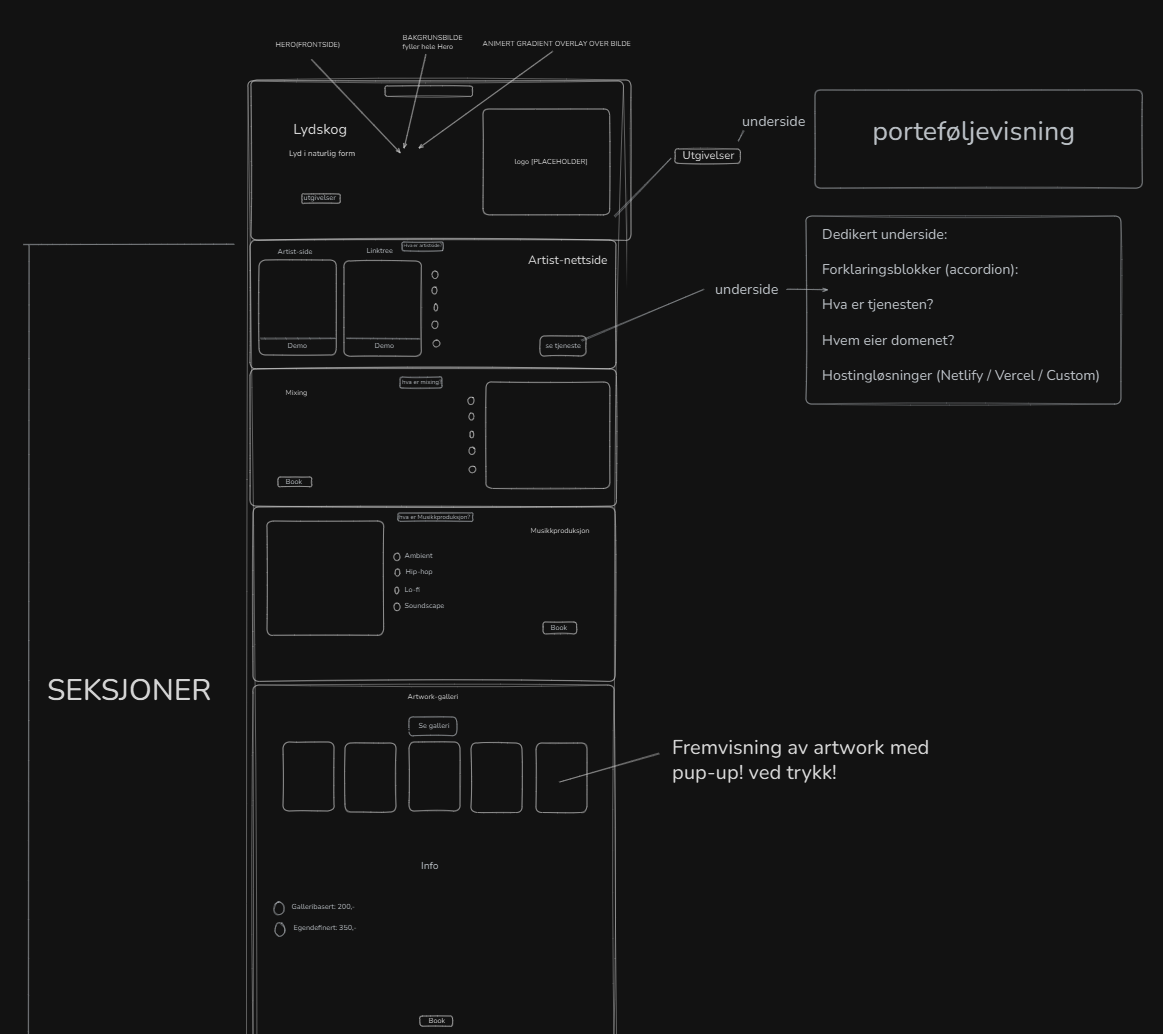 HERO(FRONTSIDE)
BAKGRUNSBILDE
fyller hele Hero
ANIMERT GRADIENT OVERLAY OVER BILDE
Lydskog
Lyd i naturlig form
utgivelser
logo [PLACEHOLDER]
underside
Utgivelser
porteføljevisning
Artist-side
Linktree
Hva er artistside?
Artist-nettside
Demo
Demo
se tjeneste
underside
Dedikert underside:
Forklaringsblokker (accordion):
Hva er tjenesten?
Hvem eier domenet?
Hostingløsninger (Netlify / Vercel / Custom)
Mixing
hva er mixing?
Book
hva er Musikkproduksjon?
Musikkproduksjon
Ambient
Hip-hop
Lo-fi
Soundscape
Book
SEKSJONER
Artwork-galleri
Se galleri
Fremvisning av artwork med
pup-up! ved trykk!
Info
Galleribasert: 200,-
Egendefinert: 350,-
Book